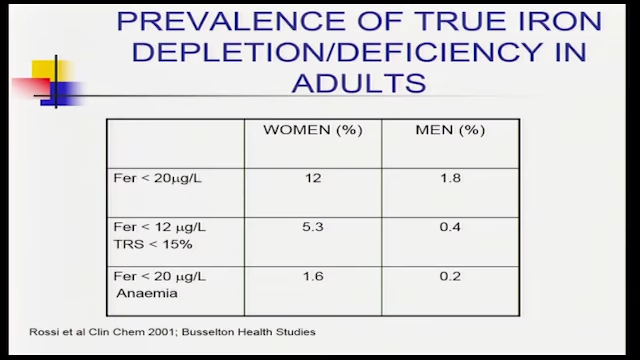 PREVALENCE OF TRUE IRON
DEPLETION/DEFICIENCY IN
ADULTS
WOMEN (%) MEN (%)
Fer < 20μg/L 12 1.8
Fer < 12 μg/L 5.3 0.4
TRS < 15%
Fer < 20 μg/L 1.6 0.2
Anaemia
Rossi et al Clin Chem 2001; Busselton Health Studies